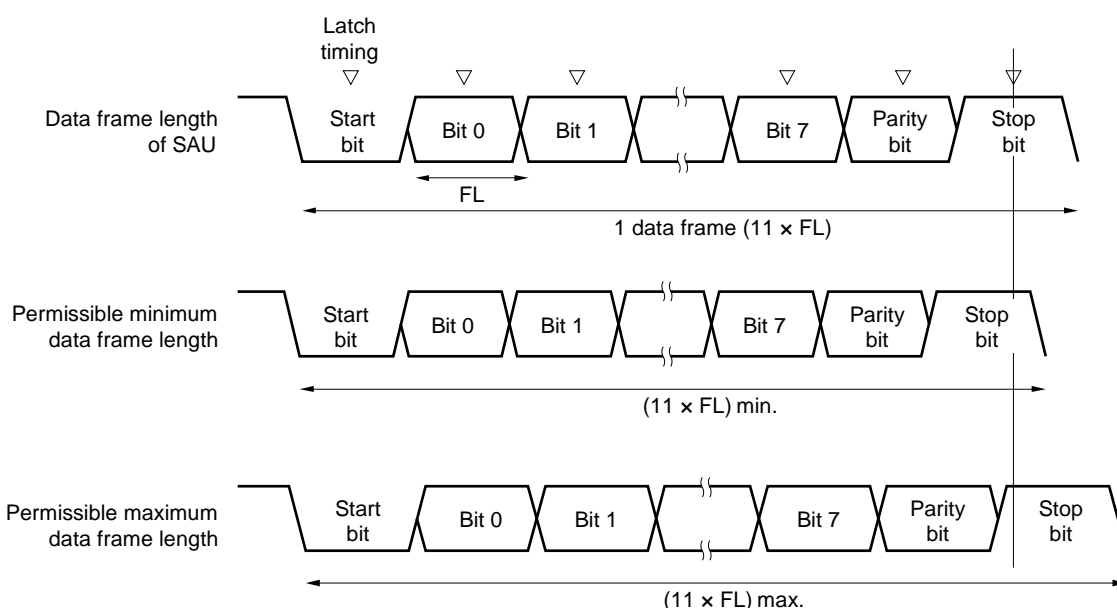 Latch
timing
Data frame length
of SAU
Start
bit
Bit 0
Bit 1
Bit 7
Parity
bit
Stop
bit
FL
1 data frame (11 × FL)
Permissible minimum
data frame length
Start
bit
Bit 0
Bit 1
Bit 7
Parity
bit
Stop
bit
(11 × FL) min.
Permissible maximum
data frame length
Start
bit
Bit 0
Bit 1
Bit 7
Parity
bit
Stop
bit
(11 × FL) max.